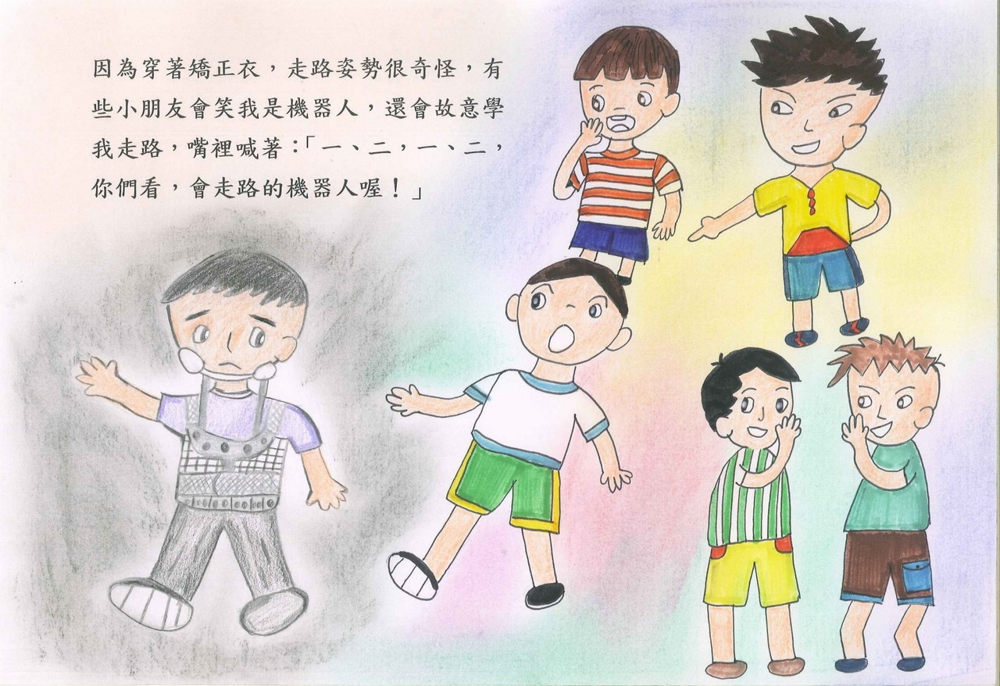 因為穿著矯正衣，走路姿勢很奇怪，有
些小朋友會笑我是機器人，還會故意學
我走路，嘴裡喊著：「一、二，一、二，
你們看，會走路的機器人喔！」